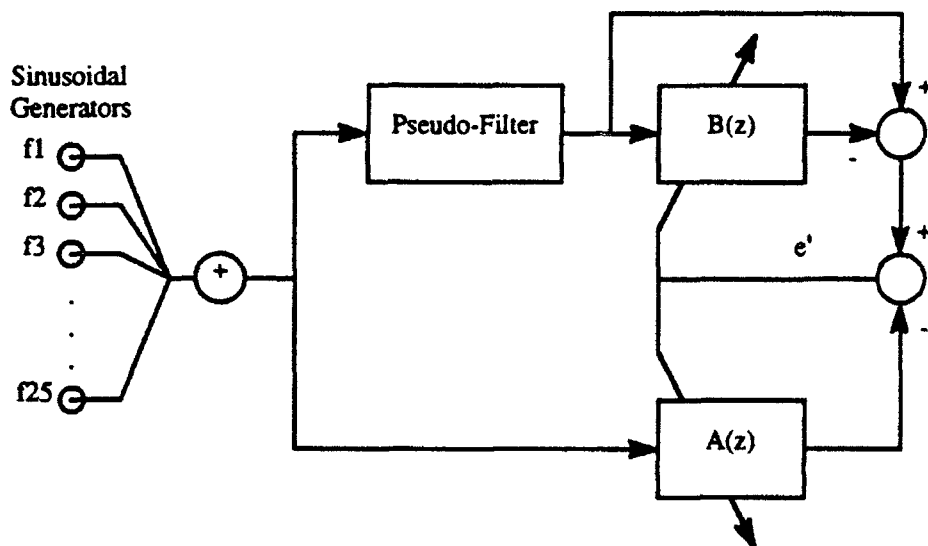 Sinusoidal
Generators
f1
f2
f3
.
.
.
f25
+
Pseudo-Filter
B(z)
+
-
+
e'
-
A(z)